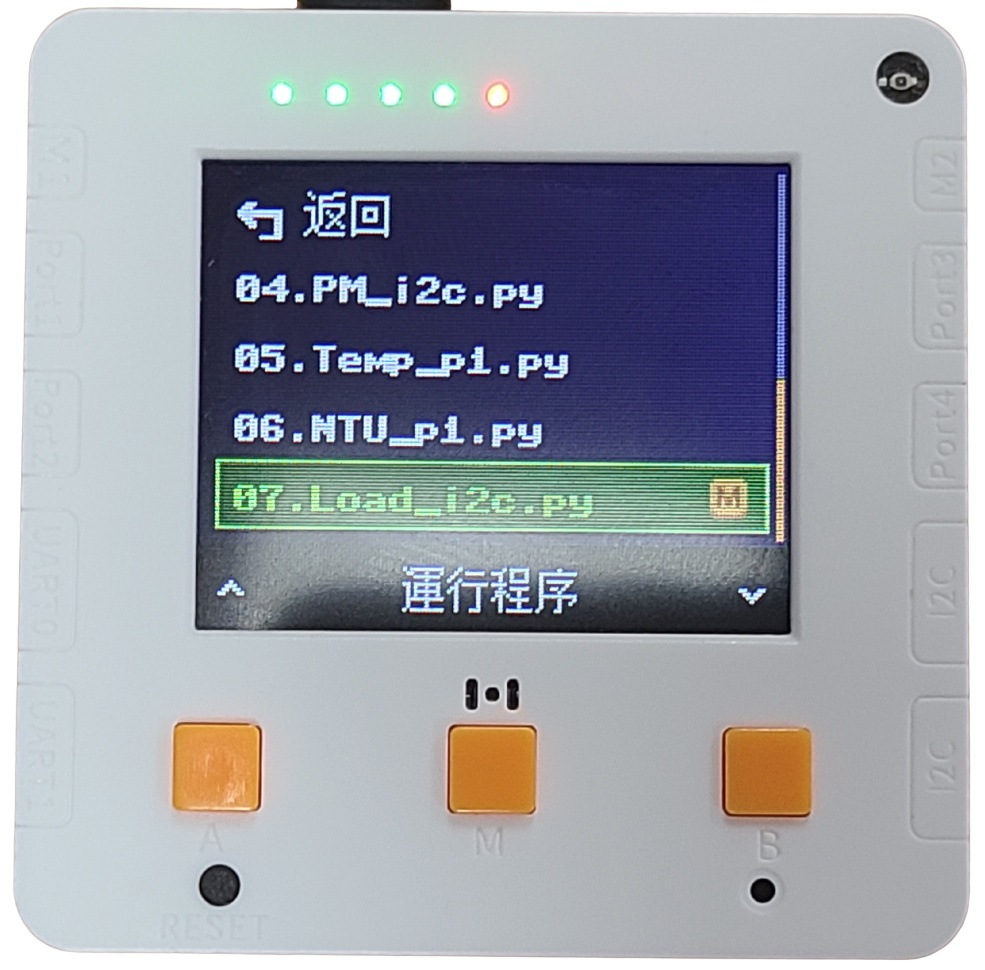 返回
04.PM_i2c.py
05.Temp_p1.py
06.NTU_p1.py
07.Load_i2c.py M
運行程序
M1
Port1
Port2
UART0
UART1
M2
Port3
Port4
I2C
I2C
A
M
B
RESET